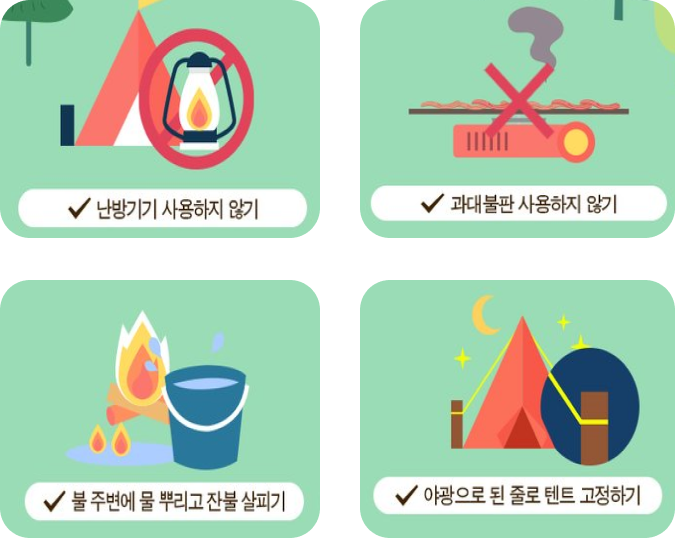 ✓ 난방기기 사용하지 않기
✓ 과대불판 사용하지 않기
✓ 불 주변에 물 뿌리고 잔불 살피기
✓ 야광으로 된 줄로 텐트 고정하기